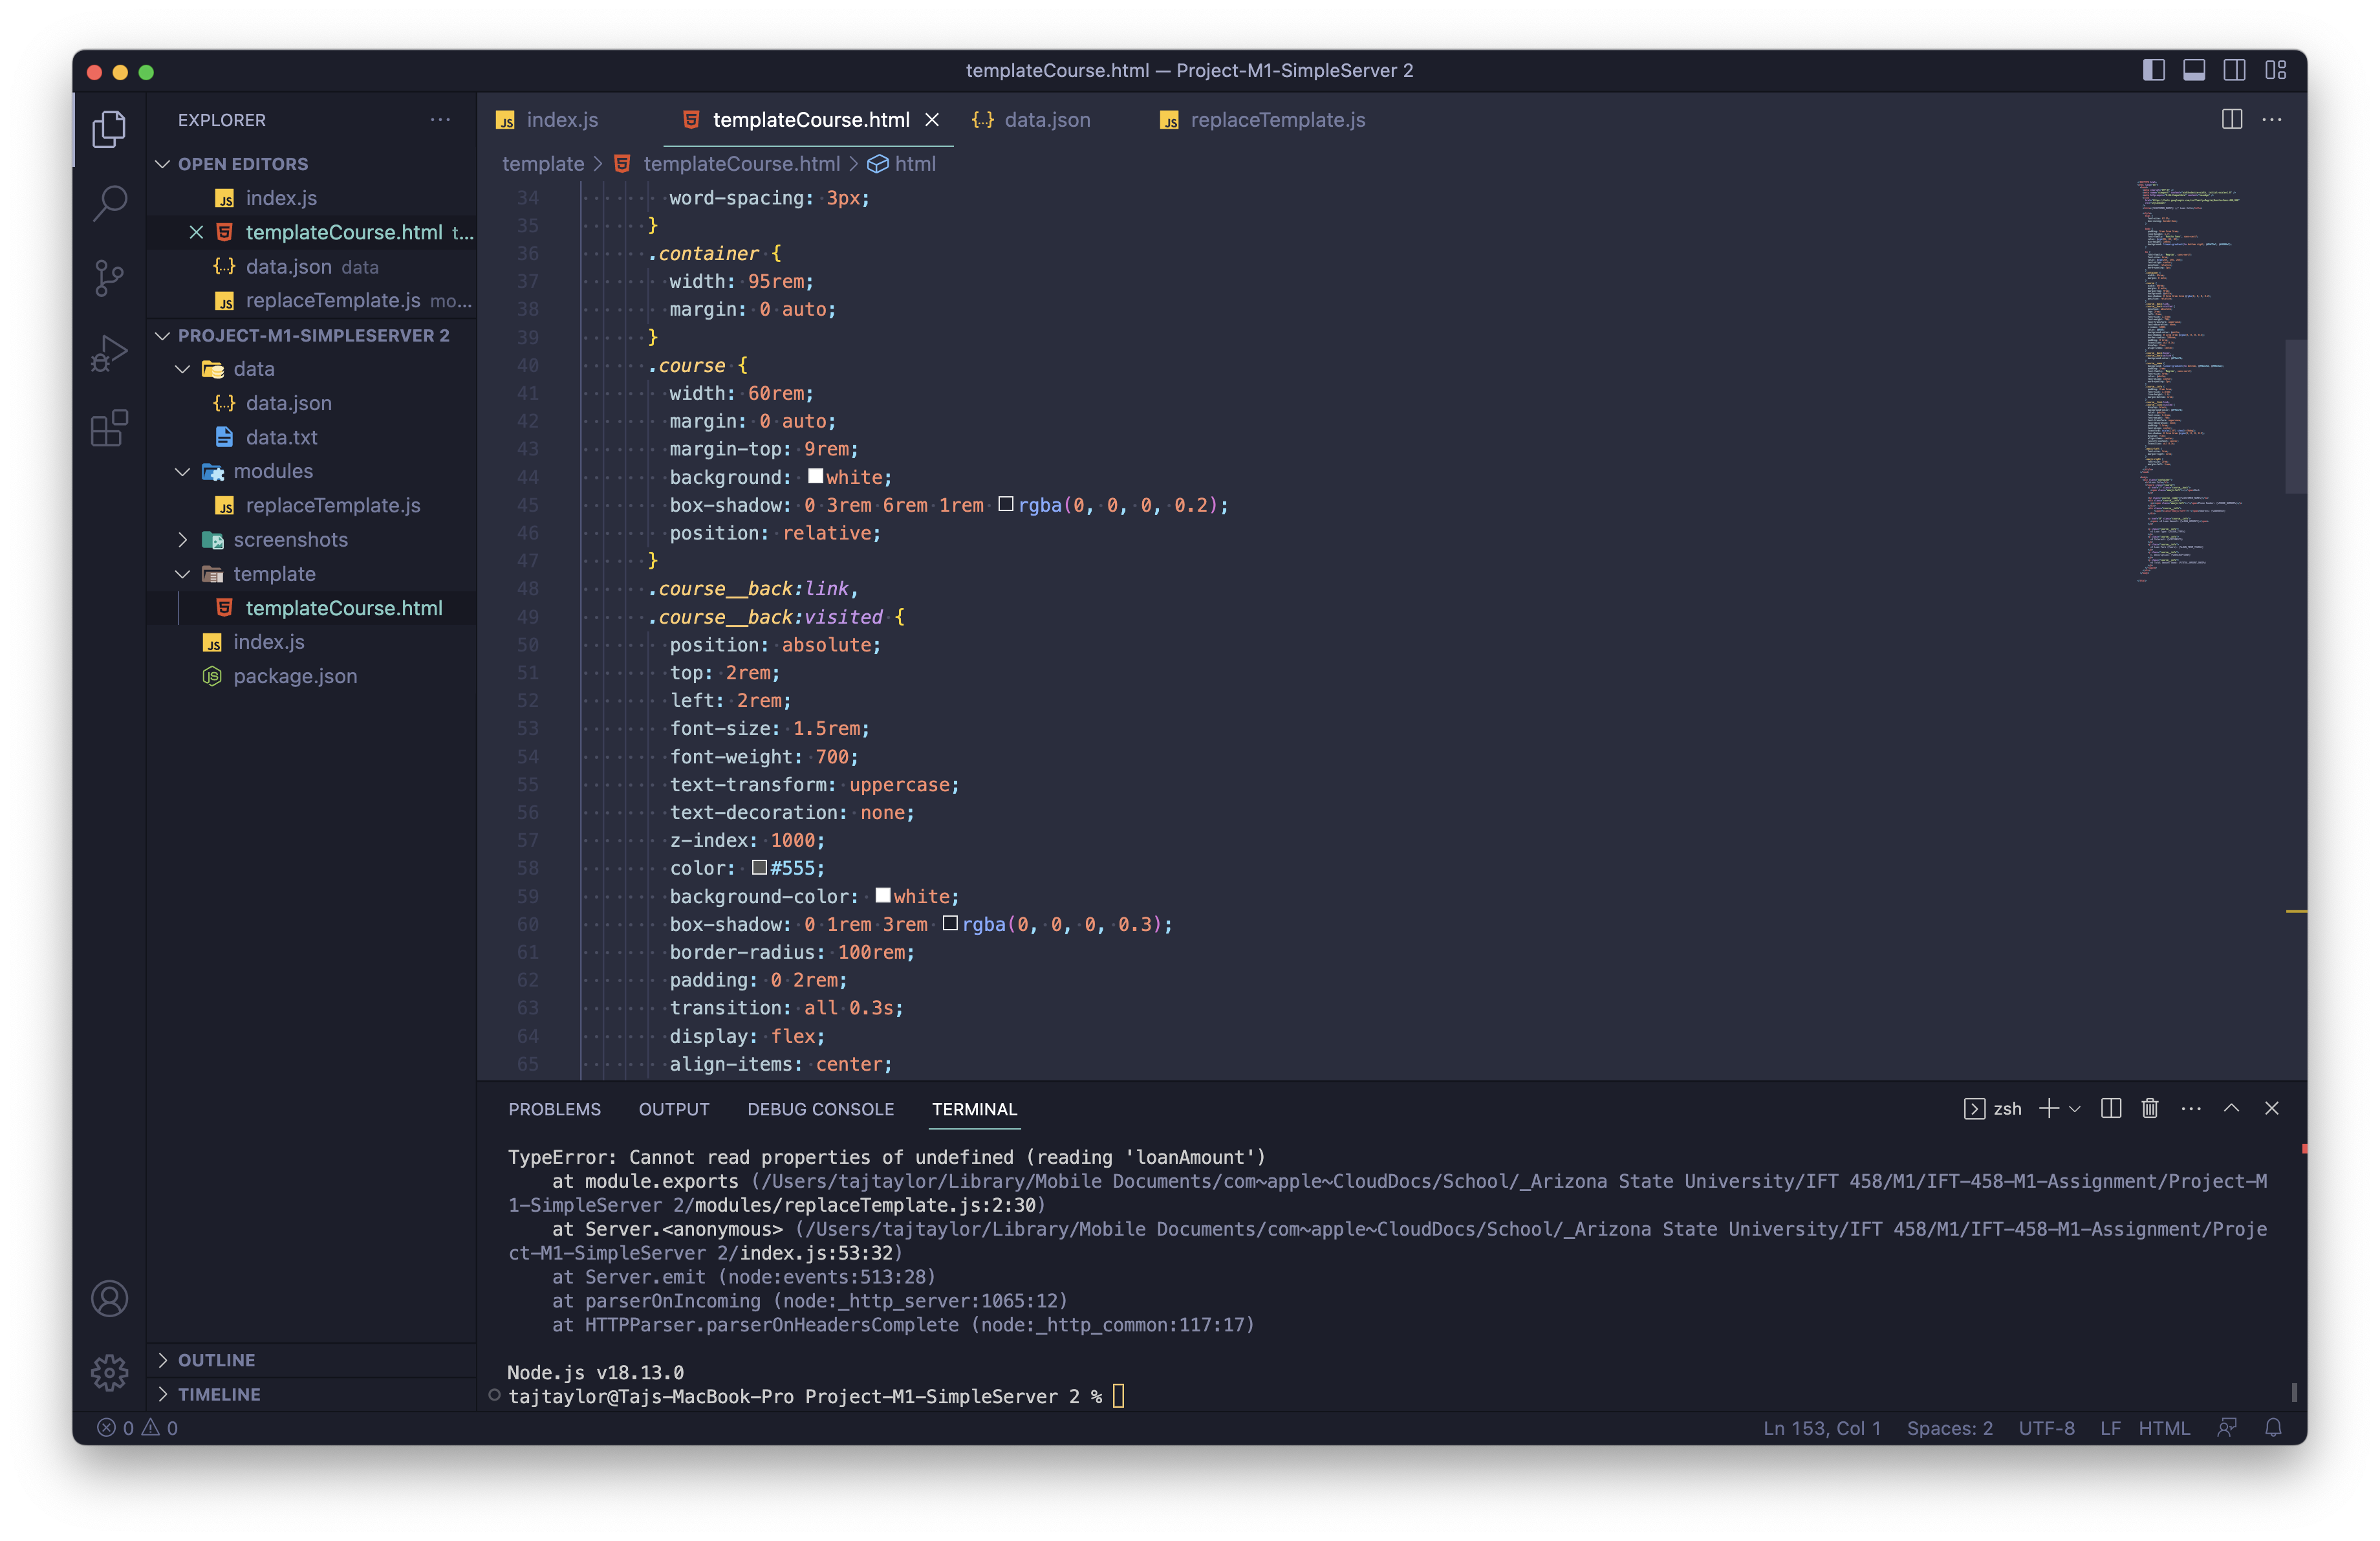 templateCourse.html — Project-M1-SimpleServer 2
EXPLORER
OPEN EDITORS
index.js
templateCourse.html t...
data.json data
replaceTemplate.js mo...
PROJECT-M1-SIMPLESERVER 2
data
data.json
data.txt
modules
replaceTemplate.js
screenshots
template
templateCourse.html
index.js
package.json
OUTLINE
TIMELINE
index.js templateCourse.html data.json replaceTemplate.js
template > templateCourse.html > html
34 word-spacing: 3px;
35 }
36 .container {
37 width: 95rem;
38 margin: 0 auto;
39 }
40 .course {
41 width: 60rem;
42 margin: 0 auto;
43 margin-top: 9rem;
44 background: white;
45 box-shadow: 0 3rem 6rem 1rem rgba(0, 0, 0, 0.2);
46 position: relative;
47 }
48 .course__back:link,
49 .course__back:visited {
50 position: absolute;
51 top: 2rem;
52 left: 2rem;
53 font-size: 1.5rem;
54 font-weight: 700;
55 text-transform: uppercase;
56 text-decoration: none;
57 z-index: 1000;
58 color: #555;
59 background-color: white;
60 box-shadow: 0 1rem 3rem rgba(0, 0, 0, 0.3);
61 border-radius: 100rem;
62 padding: 0 2rem;
63 transition: all 0.3s;
64 display: flex;
65 align-items: center;
PROBLEMS OUTPUT DEBUG CONSOLE TERMINAL
zsh
TypeError: Cannot read properties of undefined (reading 'loanAmount')
at module.exports (/Users/tajtaylor/Library/Mobile Documents/com~apple~CloudDocs/School/_Arizona State University/IFT 458/M1/IFT-458-M1-Assignment/Project-M
1-SimpleServer 2/modules/replaceTemplate.js:2:30)
at Server.<anonymous> (/Users/tajtaylor/Library/Mobile Documents/com~apple~CloudDocs/School/_Arizona State University/IFT 458/M1/IFT-458-M1-Assignment/Proje
ct-M1-SimpleServer 2/index.js:53:32)
at Server.emit (node:events:513:28)
at parserOnIncoming (node:_http_server:1065:12)
at HTTPParser.parserOnHeadersComplete (node:_http_common:117:17)
Node.js v18.13.0
tajtaylor@Tajs-MacBook-Pro Project-M1-SimpleServer 2 %
0 0
Ln 153, Col 1 Spaces: 2 UTF-8 LF HTML